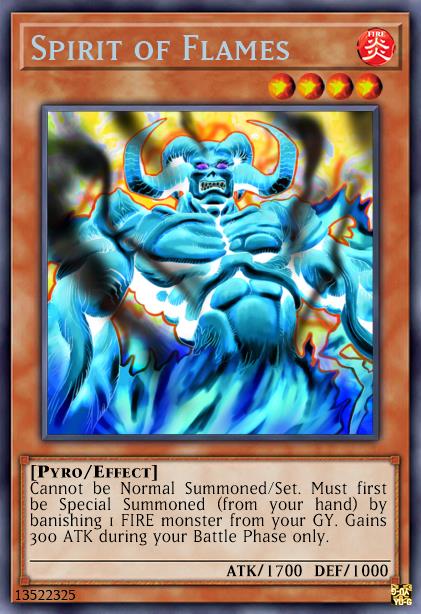 Spirit of Flames
FIRE
炎
[Pyro/Effect]
Cannot be Normal Summoned/Set. Must first
be Special Summoned (from your hand) by
banishing 1 FIRE monster from your GY. Gains
300 ATK during your Battle Phase only.
ATK/1700 DEF/1000
13522325